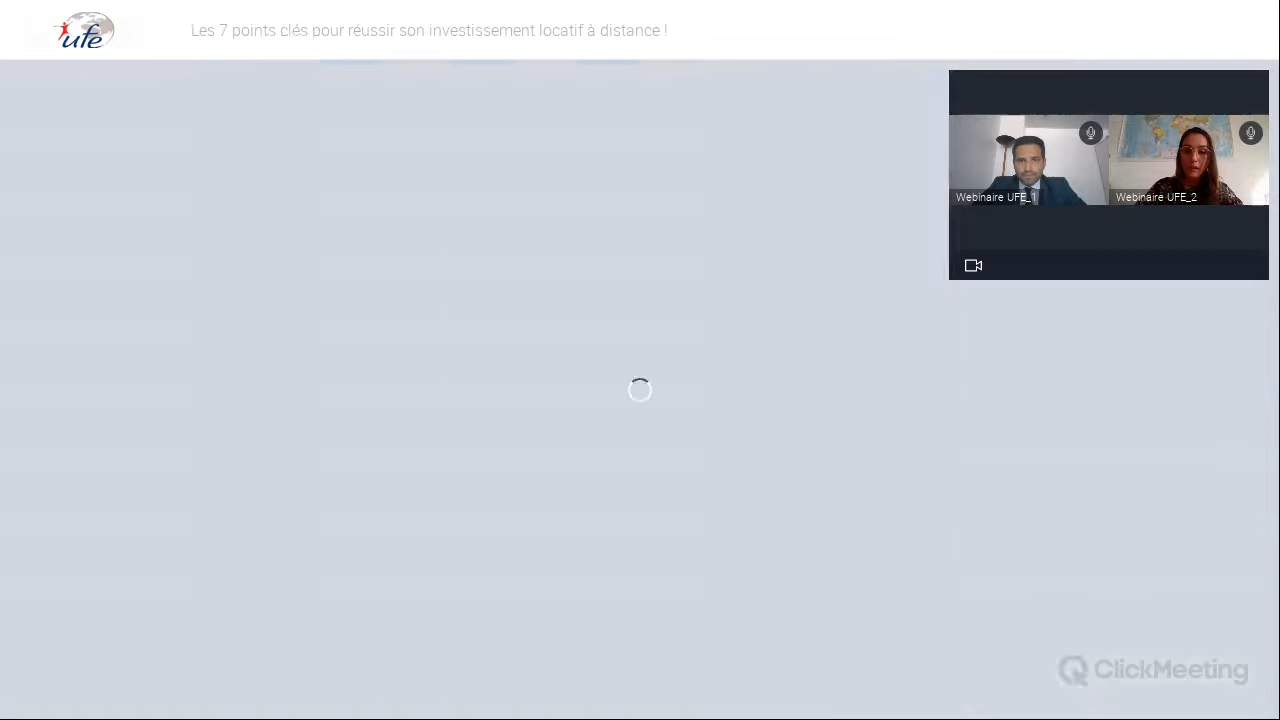 ufe
Les 7 points clés pour réussir son investissement locatif à distance !
Webinaire UFE_1
Webinaire UFE_2
ClickMeeting